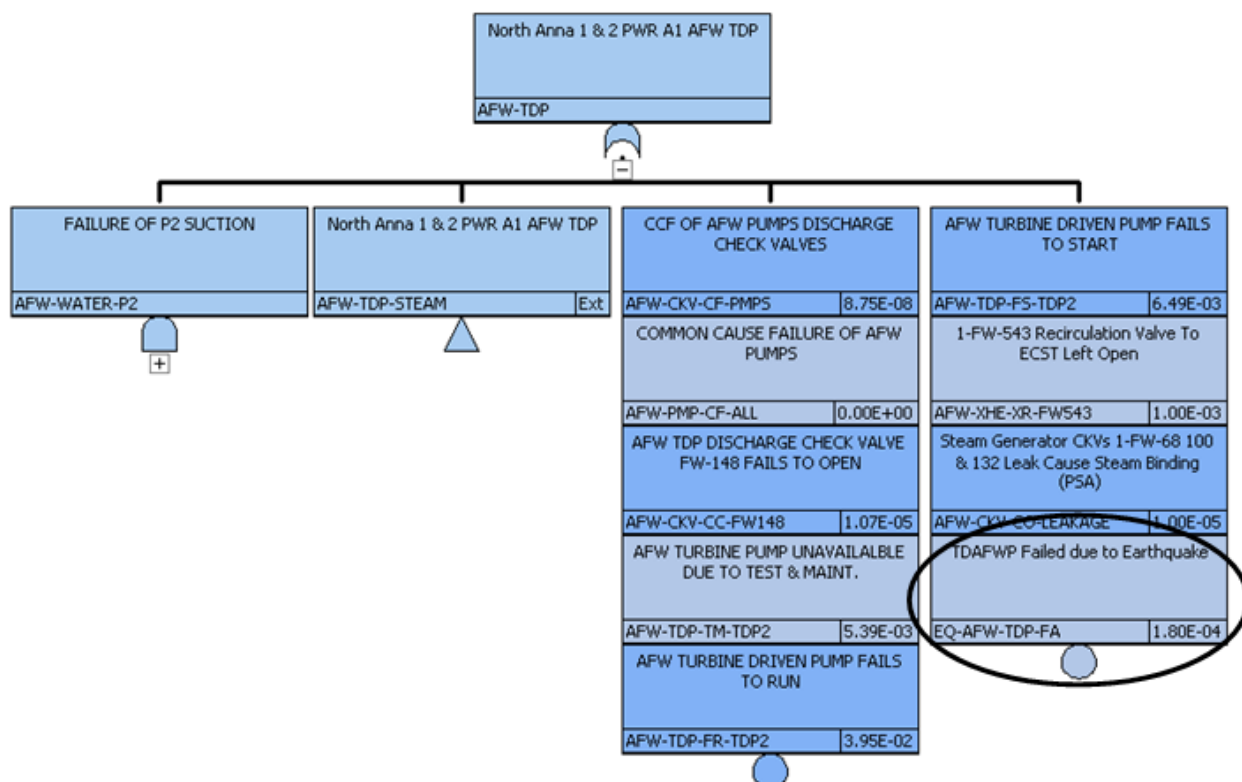 North Anna 1 & 2 PWR A1 AFW TDP
AFW-TDP
FAILURE OF P2 SUCTION
AFW-WATER-P2
North Anna 1 & 2 PWR A1 AFW TDP
AFW-TDP-STEAM Ext
CCF OF AFW PUMPS DISCHARGE
CHECK VALVES
AFW-CKV-CF-PMPS 8.75E-08
COMMON CAUSE FAILURE OF AFW
PUMPS
AFW-PMP-CF-ALL 0.00E+00
AFW TDP DISCHARGE CHECK VALVE
FW-148 FAILS TO OPEN
AFW-CKV-CC-FW148 1.07E-05
AFW TURBINE PUMP UNAVAILALBLE
DUE TO TEST & MAINT.
AFW-TDP-TM-TDP2 5.39E-03
AFW TURBINE DRIVEN PUMP FAILS
TO RUN
AFW-TDP-FR-TDP2 3.95E-02
AFW TURBINE DRIVEN PUMP FAILS
TO START
AFW-TDP-FS-TDP2 6.49E-03
1-FW-543 Recirculation Valve To
ECST Left Open
AFW-XHE-XR-FW543 1.00E-03
Steam Generator CKVs 1-FW-68 100
& 132 Leak Cause Steam Binding
(PSA)
AFW-CKV-CO-LEAKAGE 1.00E-05
TDAFWP Failed due to Earthquake
EQ-AFW-TDP-FA 1.80E-04